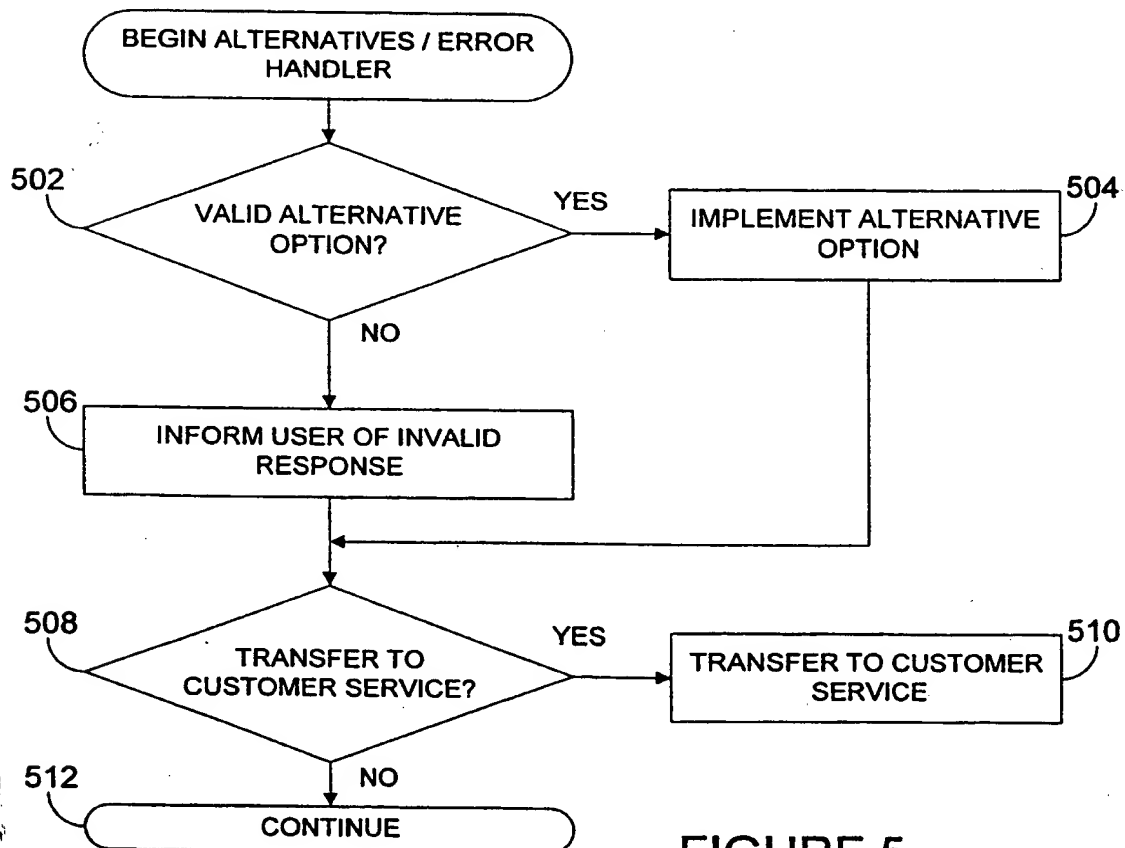 BEGIN ALTERNATIVES / ERROR
HANDLER
502
VALID ALTERNATIVE
OPTION?
YES
IMPLEMENT ALTERNATIVE
OPTION
504
NO
506
INFORM USER OF INVALID
RESPONSE
508
TRANSFER TO
CUSTOMER SERVICE?
YES
TRANSFER TO CUSTOMER
SERVICE
510
NO
512
CONTINUE
FIGURE 5